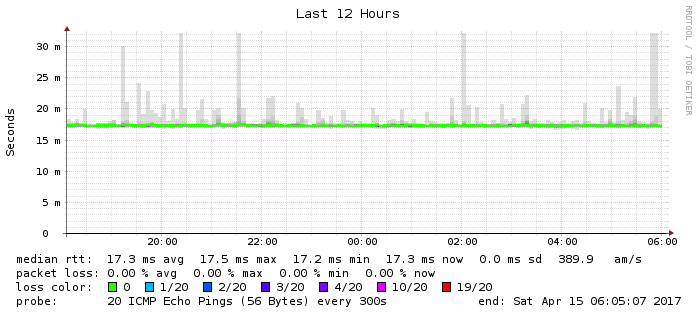 Last 12 Hours
RRDTOOL / TOBI OETIKER
Seconds
30 m
25 m
20 m
15 m
10 m
5 m
0
20:00 22:00 00:00 02:00 04:00 06:00
median rtt: 17.3 ms avg 17.5 ms max 17.2 ms min 17.3 ms now 0.0 ms sd 389.9 am/s
packet loss: 0.00 % avg 0.00 % max 0.00 % min 0.00 % now
loss color: 0 1/20 2/20 3/20 4/20 10/20 19/20
probe: 20 ICMP Echo Pings (56 Bytes) every 300s end: Sat Apr 15 06:05:07 2017